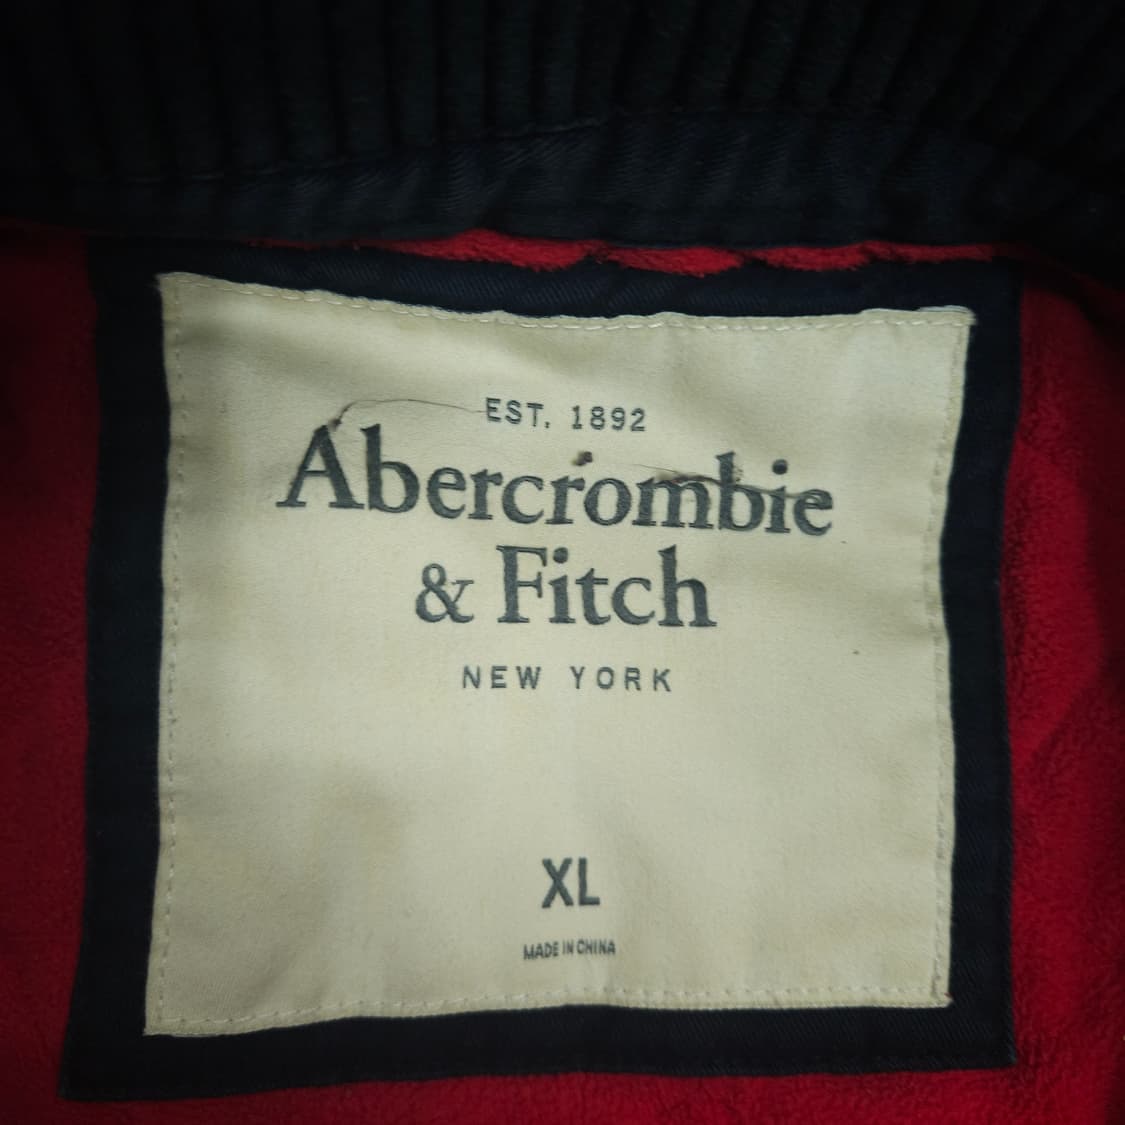 EST. 1892
Abercrombie
& Fitch
NEW YORK
XL
MADE IN CHINA